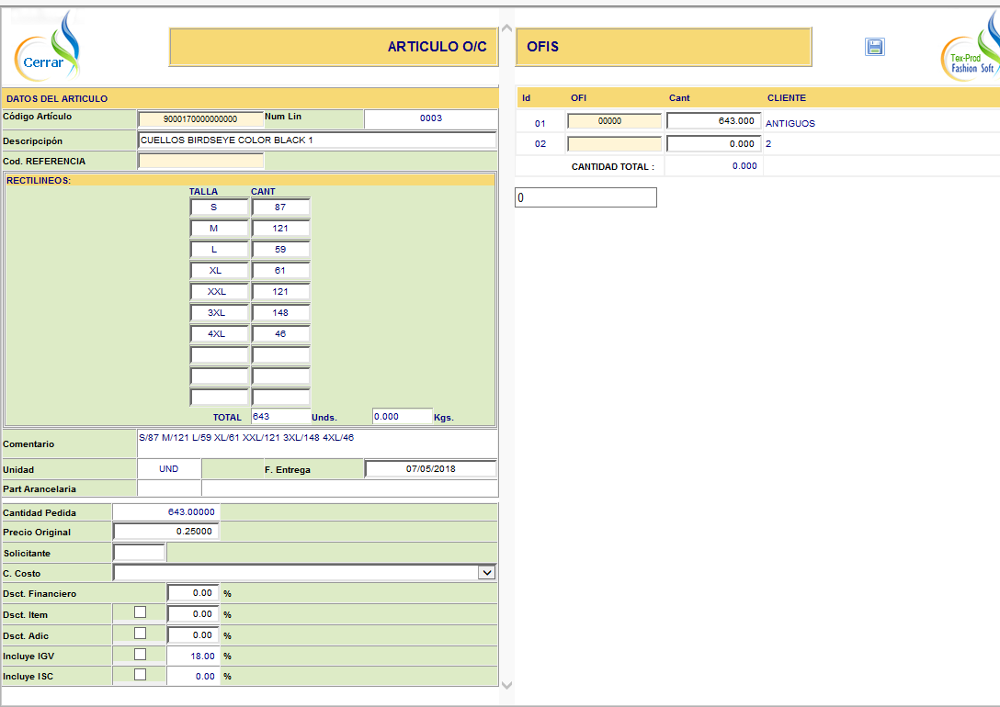 Cerrar
ARTICULO O/C
DATOS DEL ARTICULO
Código Artículo 9000170000000000 Num Lin 0003
Descripcipón CUELLOS BIRDSEYE COLOR BLACK 1
Cod. REFERENCIA
RECTILINEOS:
TALLA CANT
S 87
M 121
L 59
XL 61
XXL 121
3XL 148
4XL 46
TOTAL 643 Unds. 0.000 Kgs.
Comentario S/87 M/121 L/59 XL/61 XXL/121 3XL/148 4XL/46
Unidad UND F. Entrega 07/05/2018
Part Arancelaria
Cantidad Pedida 643.00000
Precio Original 0.25000
Solicitante
C. Costo
Dsct. Financiero 0.00 %
Dsct. Item 0.00 %
Dsct. Adic 0.00 %
Incluye IGV 18.00 %
Incluye ISC 0.00 %
OFIS
Tex-Prod
Fashion Soft
Id OFI Cant CLIENTE
01 00000 643.000 ANTIGUOS
02 0.000 2
CANTIDAD TOTAL : 0.000
0